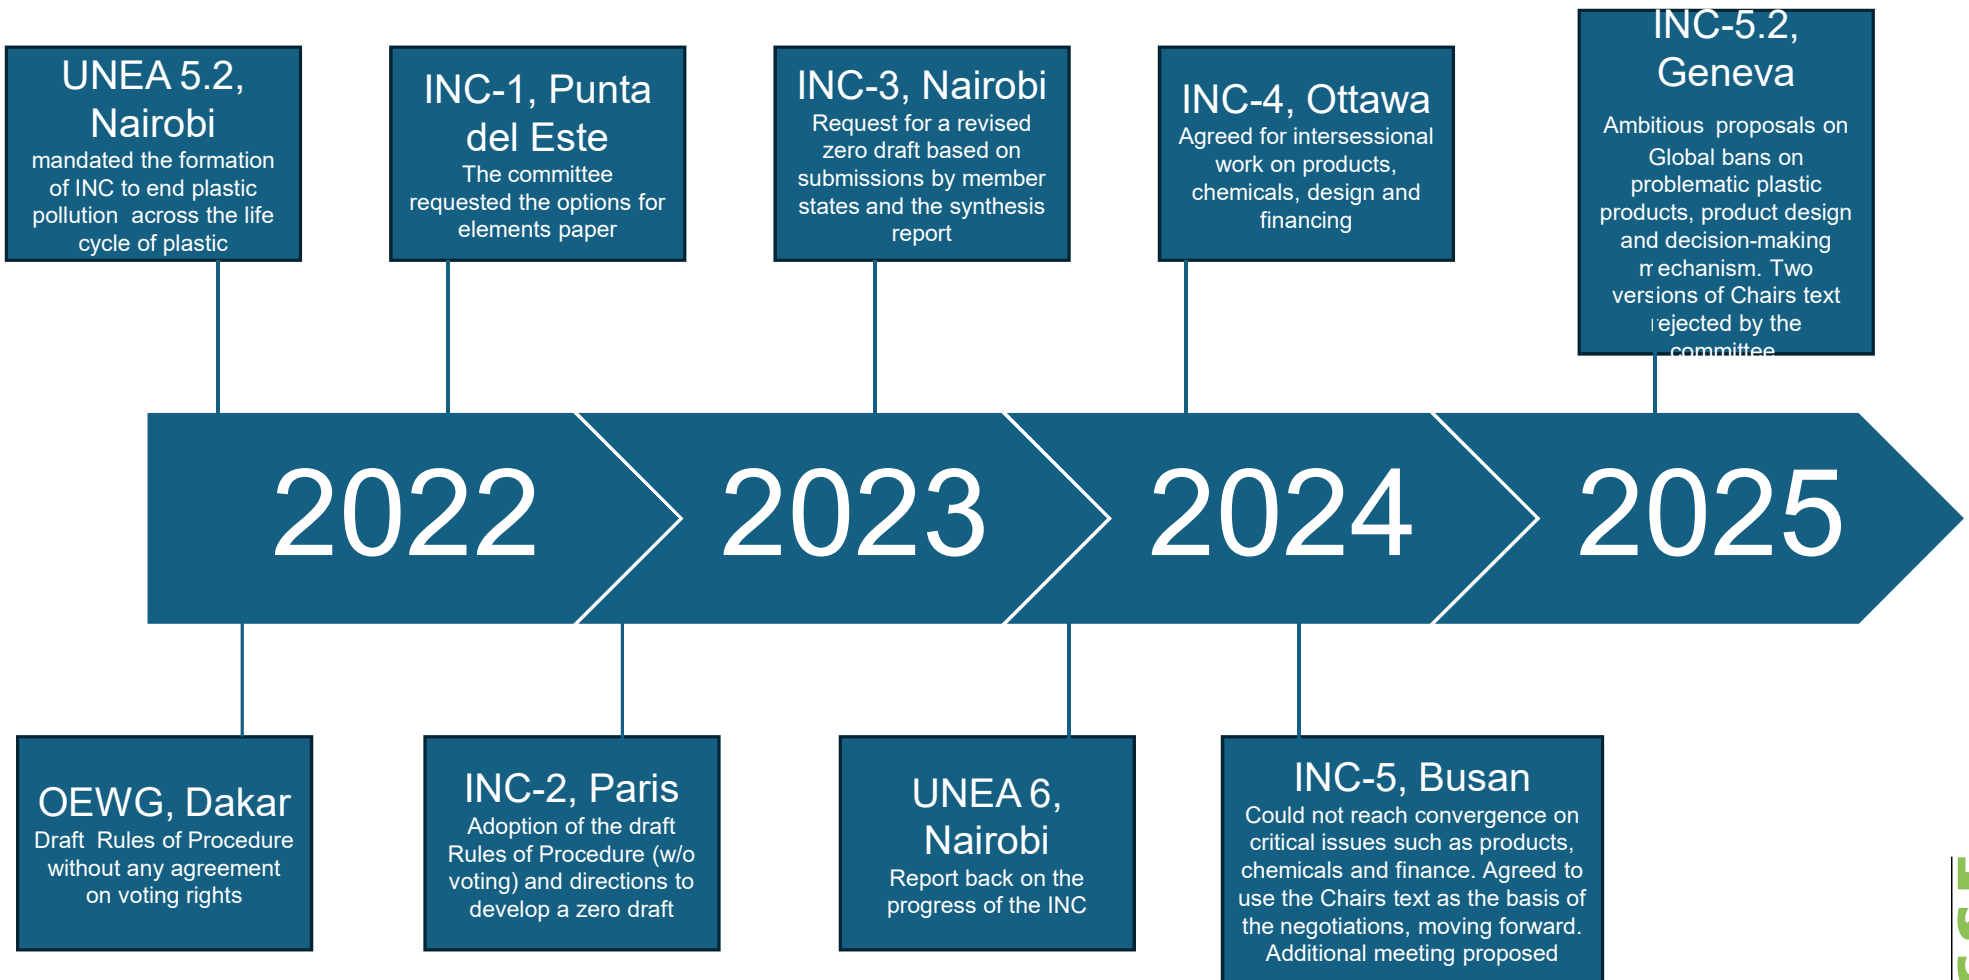 UNEA 5.2,
Nairobi
mandated the formation
of INC to end plastic
pollution across the life
cycle of plastic
INC-1, Punta
del Este
The committee
requested the options for
elements paper
INC-3, Nairobi
Request for a revised
zero draft based on
submissions by member
states and the synthesis
report
INC-4, Ottawa
Agreed for intersessional
work on products,
chemicals, design and
financing
INC-5.2,
Geneva
Ambitious proposals on
Global bans on
problematic plastic
products, product design
and decision-making
mechanism. Two
versions of Chairs text
rejected by the
committee
2022
2023
2024
2025
OEWG, Dakar
Draft Rules of Procedure
without any agreement
on voting rights
INC-2, Paris
Adoption of the draft
Rules of Procedure (w/o
voting) and directions to
develop a zero draft
UNEA 6,
Nairobi
Report back on the
progress of the INC
INC-5, Busan
Could not reach convergence on
critical issues such as products,
chemicals and finance. Agreed to
use the Chairs text as the basis of
the negotiations, moving forward.
Additional meeting proposed